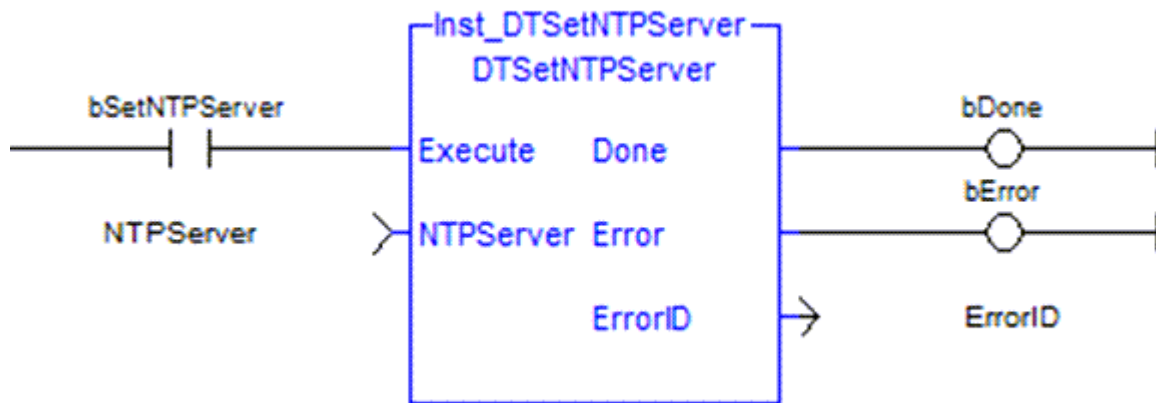 Inst_DTSetNTPServer
DTSetNTPServer
bSetNTPServer
bDone
Execute Done
bError
NTPServer NTPServer Error
ErrorID ErrorID